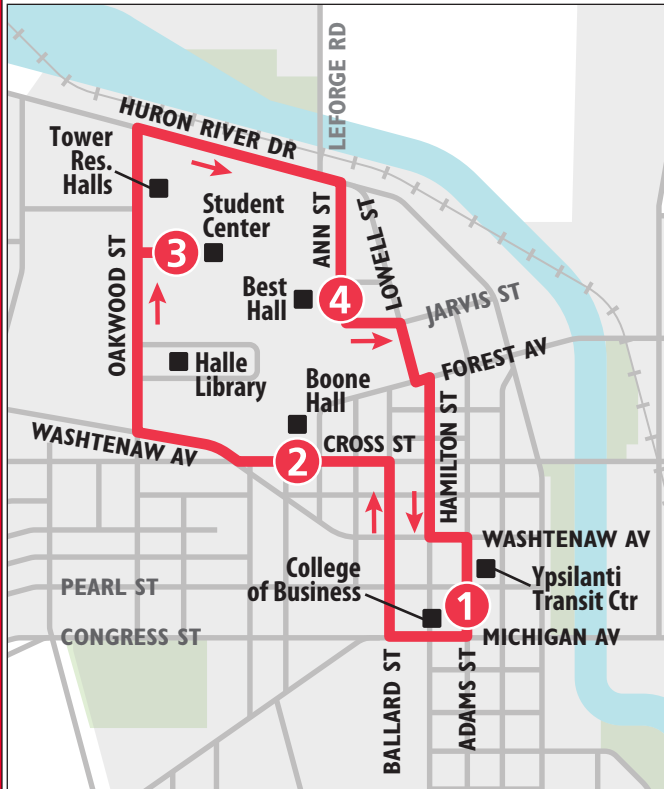 LEFORGE RD
HURON RIVER DR
Tower
Res.
Halls
Student
Center
ANN ST
LOWELL ST
3
OAKWOOD ST
Best
Hall
4
JARVIS ST
Halle
Library
FOREST AV
Boone
Hall
HAMILTON ST
WASHTENAW AV
2
CROSS ST
WASHTENAW AV
College
of Business
Ypsilanti
Transit Ctr
PEARL ST
1
CONGRESS ST
MICHIGAN AV
BALLARD ST
ADAMS ST